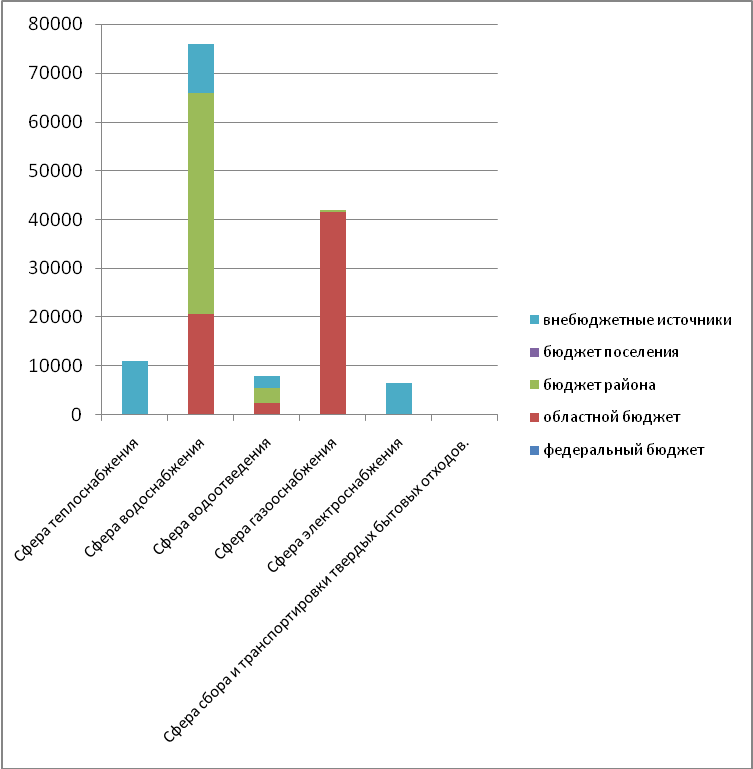 80000
70000
60000
50000
40000
30000
20000
10000
0
Сфера теплоснабжения
Сфера водоснабжения
Сфера водоотведения
Сфера газооснабжения
Сфера электроснабжения
Сфера сбора и транспортировки твердых бытовых отходов.
внебюджетные источники
бюджет поселения
бюджет района
областной бюджет
федеральный бюджет